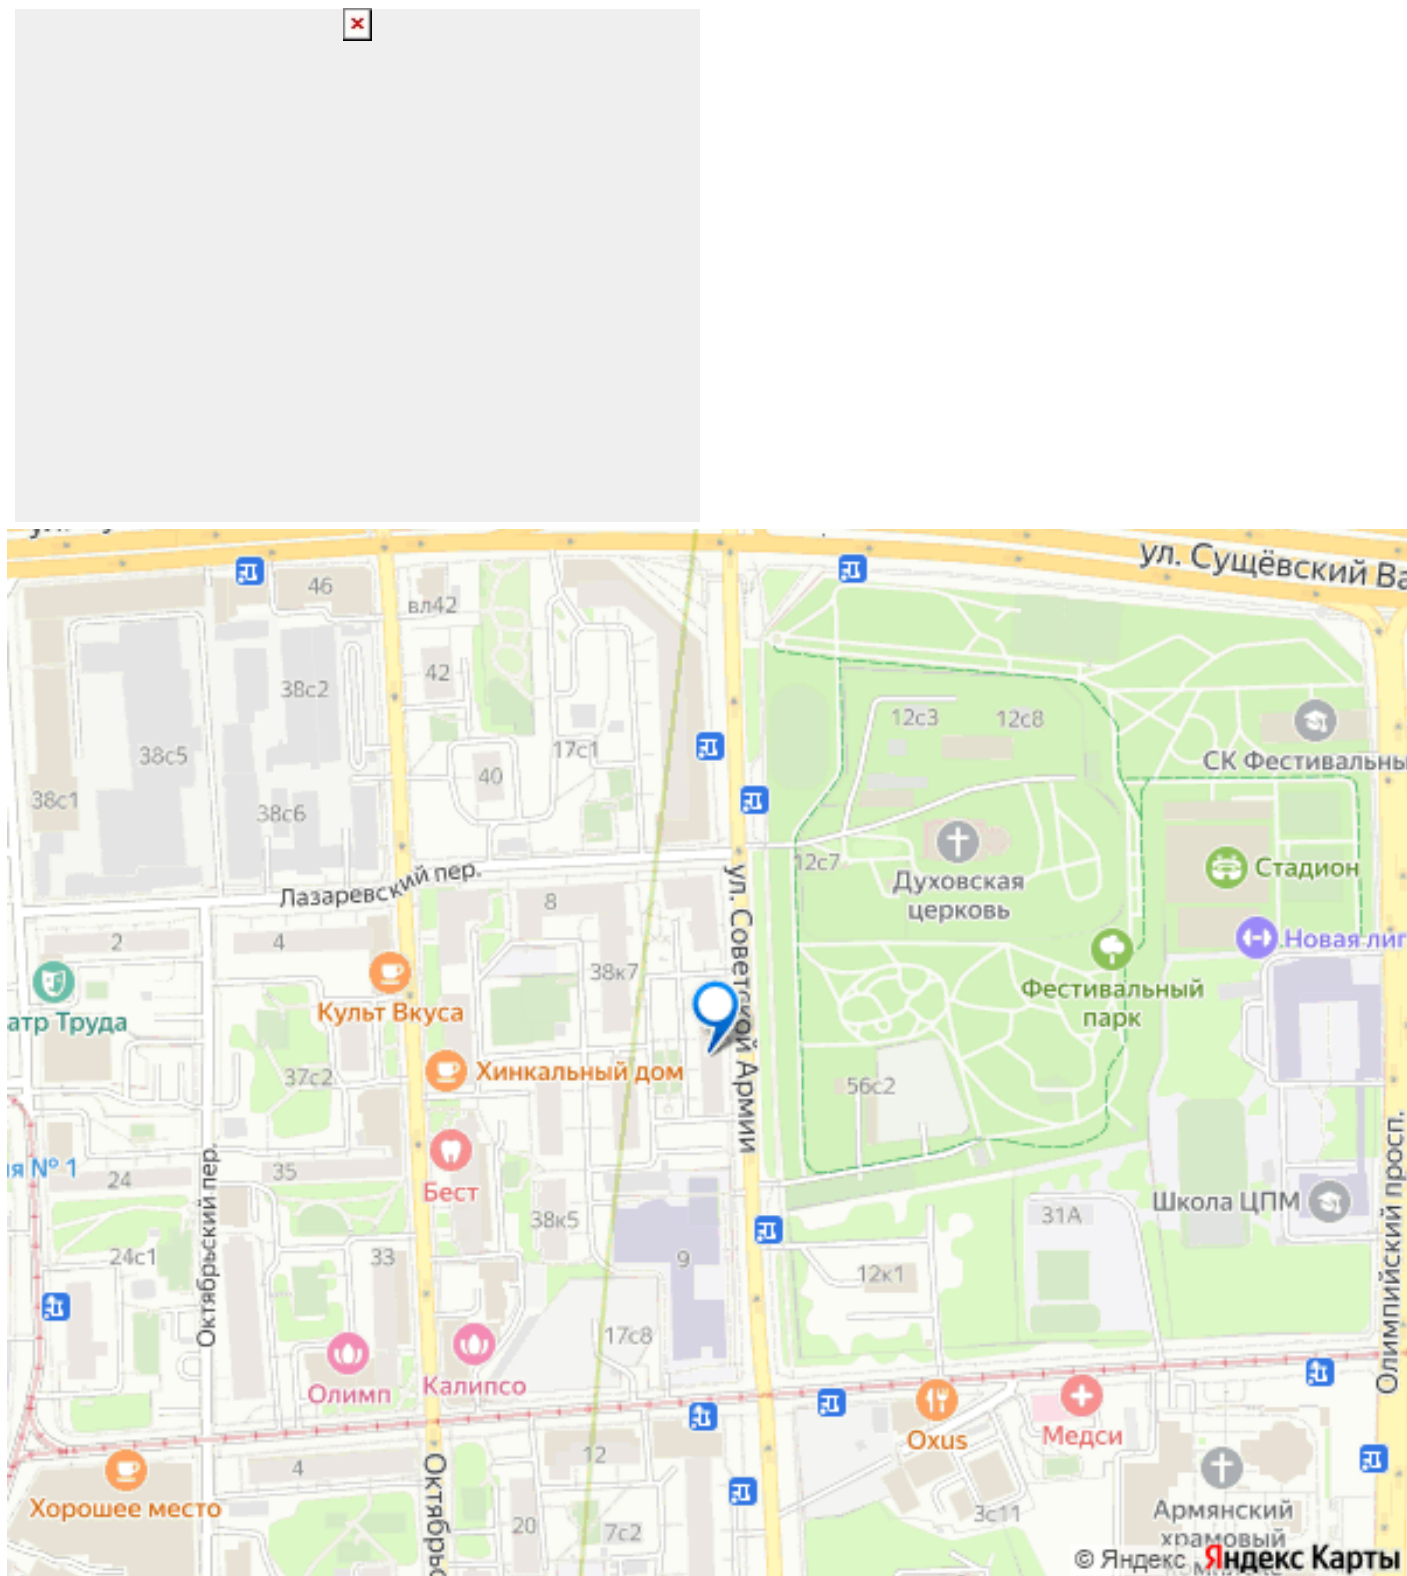 ул. Сущёвский Ва
46
вл42
42
38с2
12с3
12с8
17с1
38с5
СК Фестивальны
40
38с1
38с6
Лазаревский пер.
12с7
Стадион
Духовская
церковь
ул. Советской Армии
8
2
4
Новая лиг
38к7
Фестивальный
парк
Культ Вкуса
атр Труда
Хинкальный дом
37с2
56с2
я № 1
24
35
Бест
Октябрьский пер.
Школа ЦПМ
38к5
31А
24с1
33
9
12к1
Олимпийский просп.
17с8
Олимп
Калипсо
Oxus
Медси
12
4
Октябрьс
Хорошее место
20
7с2
3с11
Армянский
храмовый
© Яндекс Яндекс Карты